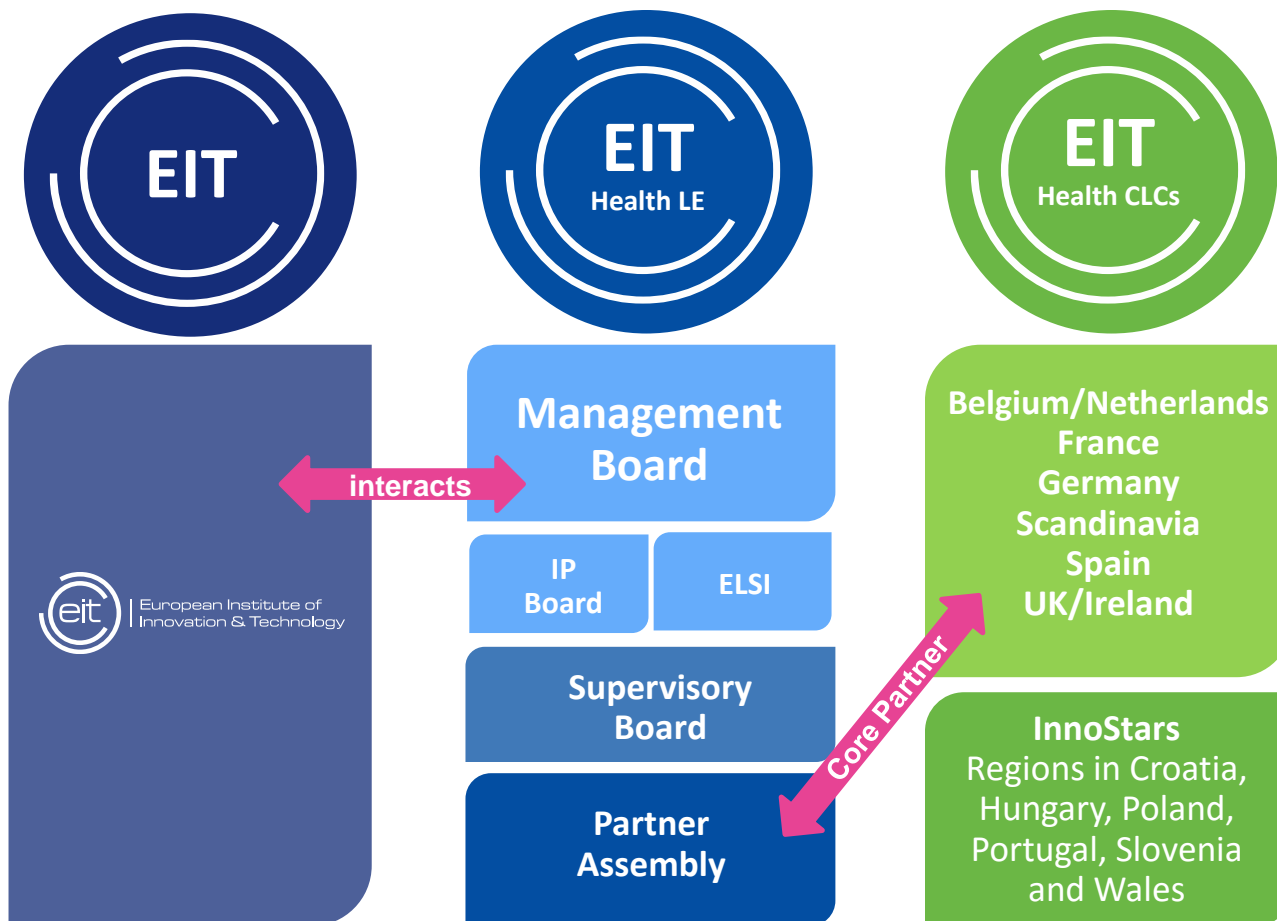 EIT
EIT
Health LE
EIT
Health CLCs
interacts
eit
European Institute of
Innovation & Technology
Management
Board
IP
Board
ELSI
Supervisory
Board
Partner
Assembly
Core Partner
Belgium/Netherlands
France
Germany
Scandinavia
Spain
UK/Ireland
InnoStars
Regions in Croatia,
Hungary, Poland,
Portugal, Slovenia
and Wales